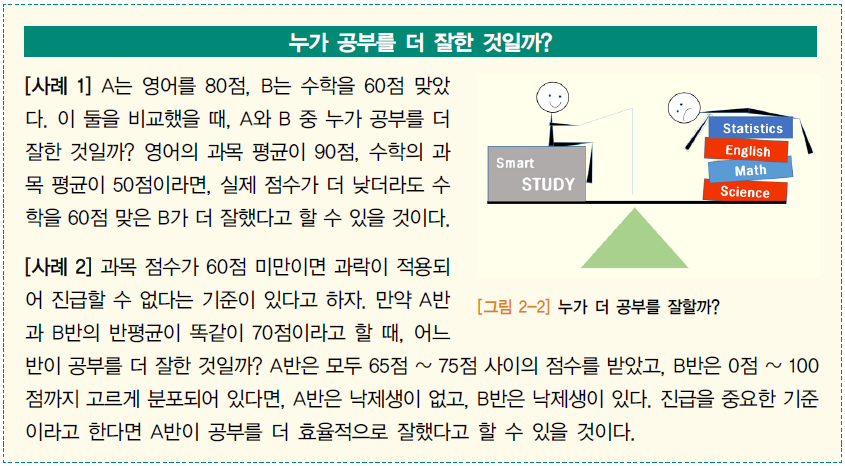 누가 공부를 더 잘한 것일까?
[사례 1] A는 영어를 80점, B는 수학을 60점 맞았
다. 이 둘을 비교했을 때, A와 B 중 누가 공부를 더
잘한 것일까? 영어의 과목 평균이 90점, 수학의 과
목 평균이 50점이라면, 실제 점수가 더 낮더라도 수
학을 60점 맞은 B가 더 잘했다고 할 수 있을 것이다.
Smart
STUDY
Statistics
English
Math
Science
[그림 2-2] 누가 더 공부를 잘할까?
[사례 2] 과목 점수가 60점 미만이면 과락이 적용되
어 진급할 수 없다는 기준이 있다고 하자. 만약 A반
과 B반의 반평균이 똑같이 70점이라고 할 때, 어느
반이 공부를 더 잘한 것일까? A반은 모두 65점 ~ 75점 사이의 점수를 받았고, B반은 0점 ~ 100
점까지 고르게 분포되어 있다면, A반은 낙제생이 없고, B반은 낙제생이 있다. 진급을 중요한 기준
이라고 한다면 A반이 공부를 더 효율적으로 잘했다고 할 수 있을 것이다.